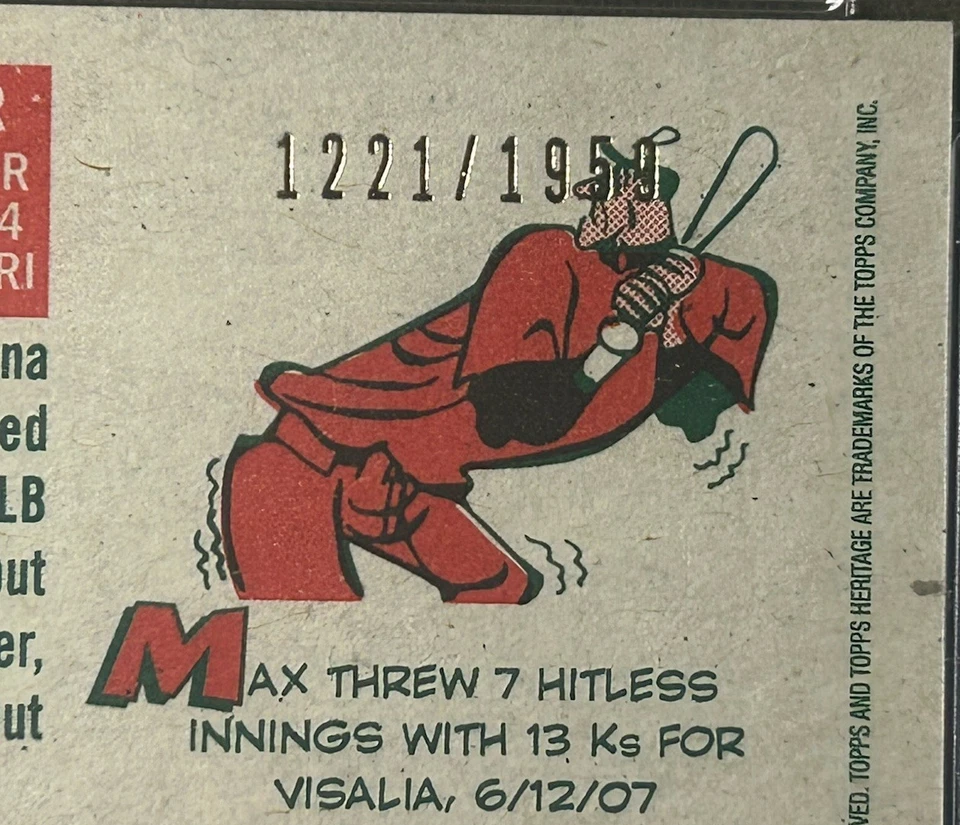 R
R
4
RI
na
ed
LB
out
er,
ut
1221/1959
MAX THREW 7 HITLESS
INNINGS WITH 13 Ks FOR
VISALIA, 6/12/07
VED. TOPPS AND TOPPS HERITAGE ARE TRADEMARKS OF THE TOPPS COMPANY, INC.